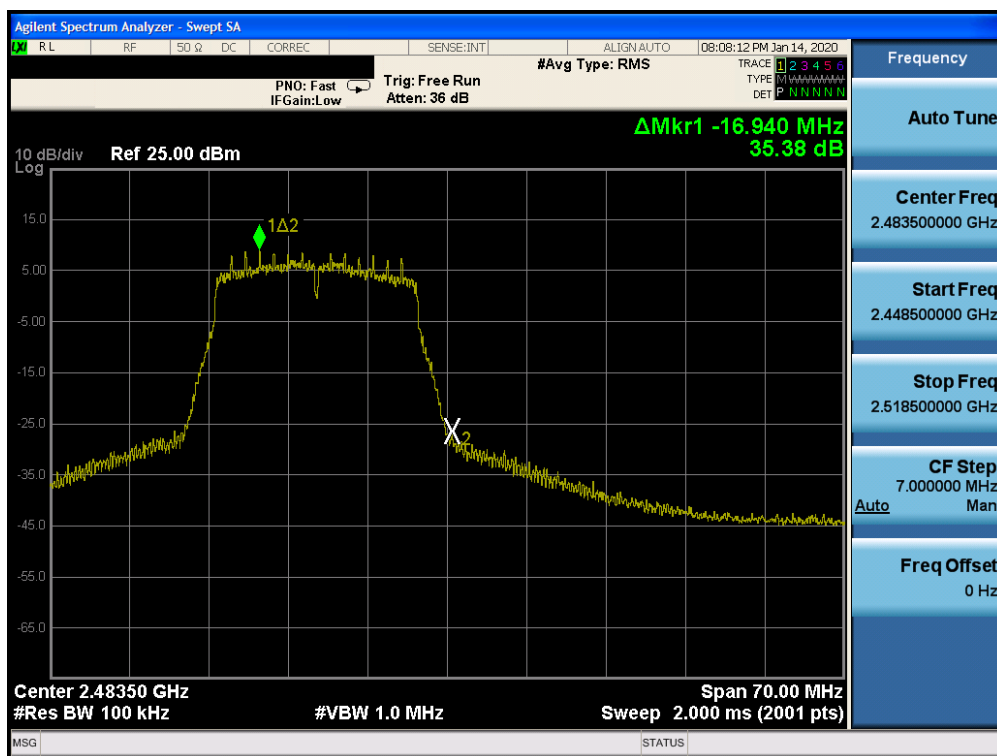 Agilent Spectrum Analyzer - Swept SA
LXI RL RF 50 Ω DC CORREC SENSE:INT ALIGN AUTO 08:08:12 PM Jan 14, 2020
Frequency
PNO: Fast
IFGain:Low
Trig: Free Run
Atten: 36 dB
#Avg Type: RMS
TRACE 1 2 3 4 5 6
TYPE M
DET P N N N N N
Auto Tune
ΔMkr1 -16.940 MHz
35.38 dB
10 dB/div Ref 25.00 dBm
Log
15.0
5.00
-5.00
-15.0
-25.0
-35.0
-45.0
-55.0
-65.0
1Δ2
X2
Center Freq
2.483500000 GHz
Start Freq
2.448500000 GHz
Stop Freq
2.518500000 GHz
CF Step
7.000000 MHz
Auto Man
Freq Offset
0 Hz
Center 2.48350 GHz Span 70.00 MHz
#Res BW 100 kHz #VBW 1.0 MHz Sweep 2.000 ms (2001 pts)
MSG STATUS